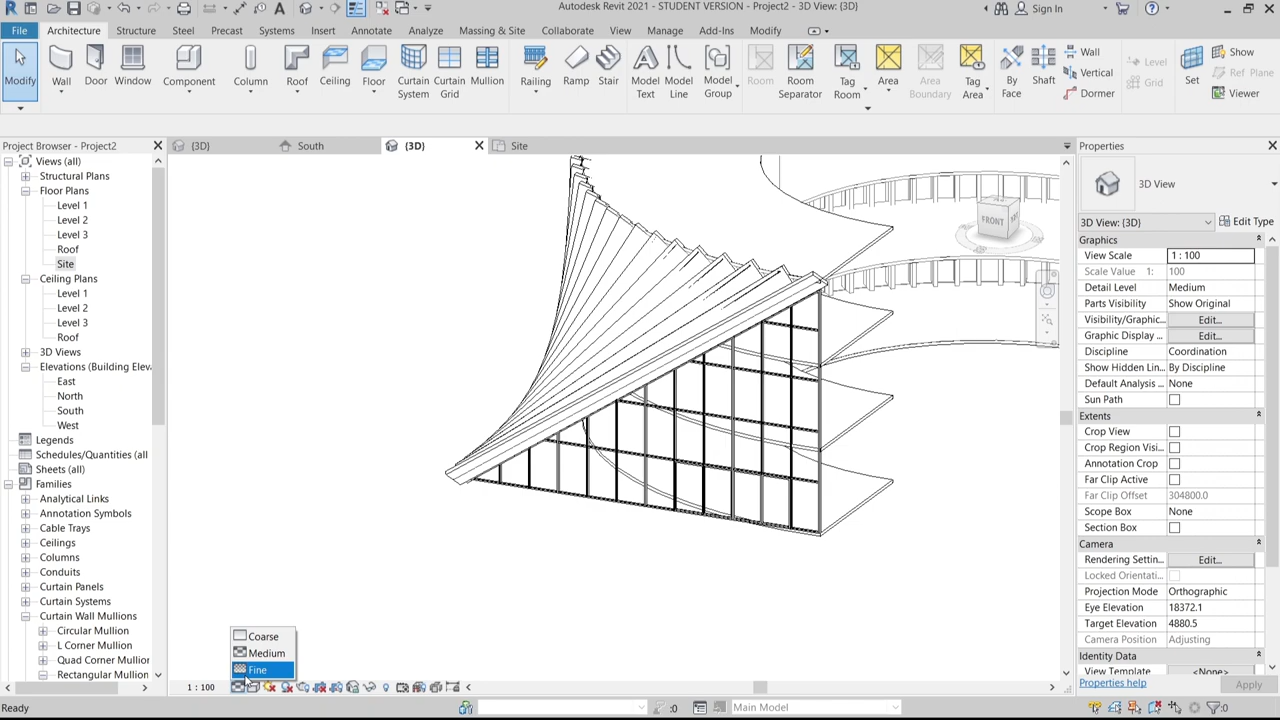 Autodesk Revit 2021 - STUDENT VERSION - Project2 - 3D View: {3D}
Sign In
File Architecture Structure Steel Precast Systems Insert Annotate Analyze Massing & Site Collaborate View Manage Add-Ins Modify
Modify
Wall
Door
Window
Component
Column
Roof
Ceiling
Floor
Curtain System
Curtain Grid
Mullion
Railing
Ramp
Stair
Model Text
Model Line
Model Group
Room
Room Separator
Tag Room
Area
Area Boundary
Tag Area
By Face
Shaft
Wall
Vertical
Dormer
Level
Grid
Set
Show
Ref Plane
Viewer
Project Browser - Project2
Views (all)
Structural Plans
Floor Plans
Level 1
Level 2
Level 3
Roof
Site
Ceiling Plans
Level 1
Level 2
Level 3
Roof
3D Views
Elevations (Building Eleva
East
North
South
West
Legends
Schedules/Quantities (all
Sheets (all)
Families
Analytical Links
Annotation Symbols
Cable Trays
Ceilings
Columns
Conduits
Curtain Panels
Curtain Systems
Curtain Wall Mullions
Circular Mullion
L Corner Mullion
Quad Corner Mullion
Rectangular Mullion
{3D} South {3D} Site
FRONT
Coarse
Medium
Fine
1 : 100
Properties
3D View
3D View: {3D} Edit Type
Graphics
View Scale 1 : 100
Scale Value 1: 100
Detail Level Medium
Parts Visibility Show Original
Visibility/Graphic... Edit...
Graphic Display ... Edit...
Discipline Coordination
Show Hidden Lin... By Discipline
Default Analysis ... None
Sun Path
Extents
Crop View
Crop Region Visi...
Annotation Crop
Far Clip Active
Far Clip Offset 304800.0
Scope Box None
Section Box
Camera
Rendering Settin... Edit...
Locked Orientati...
Projection Mode Orthographic
Eye Elevation 18372.1
Target Elevation 4880.5
Camera Position Adjusting
Identity Data
View Template <None>
Properties help Apply
Ready
:0
Main Model
:0